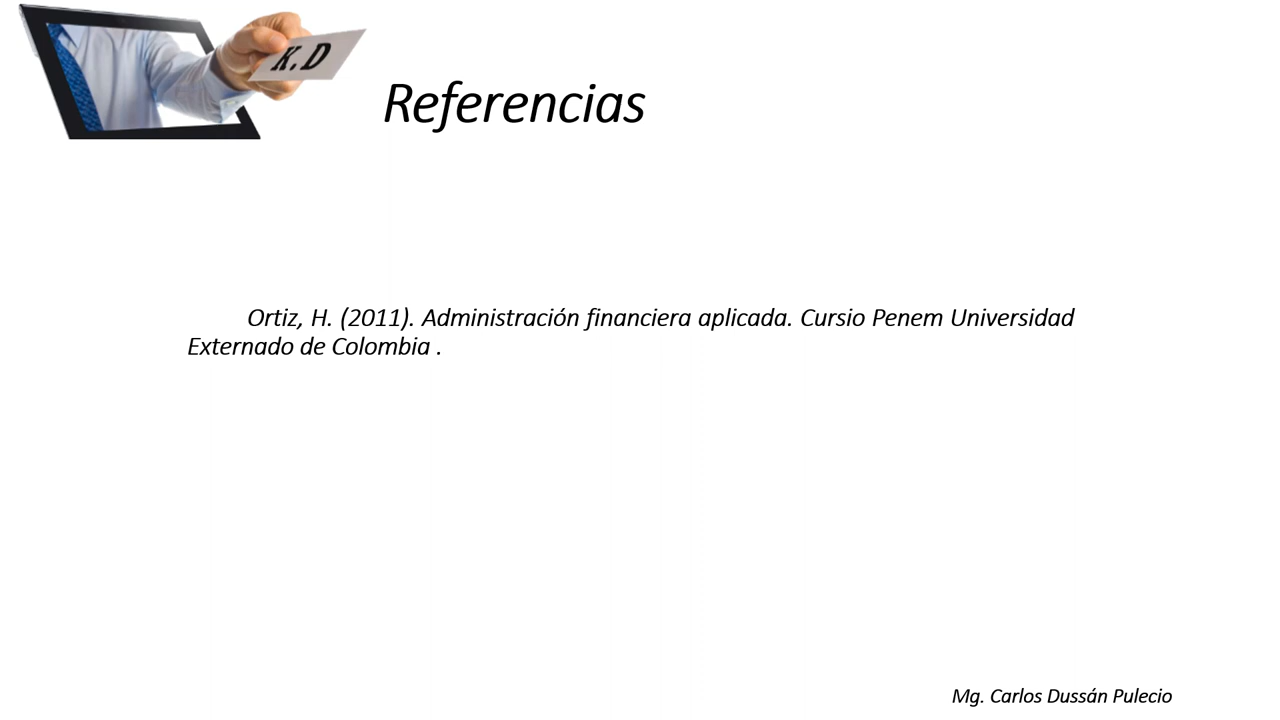 K.D
Referencias
Ortiz, H. (2011). Administración financiera aplicada. Cursio Penem Universidad
Externado de Colombia .
Mg. Carlos Dussán Pulecio